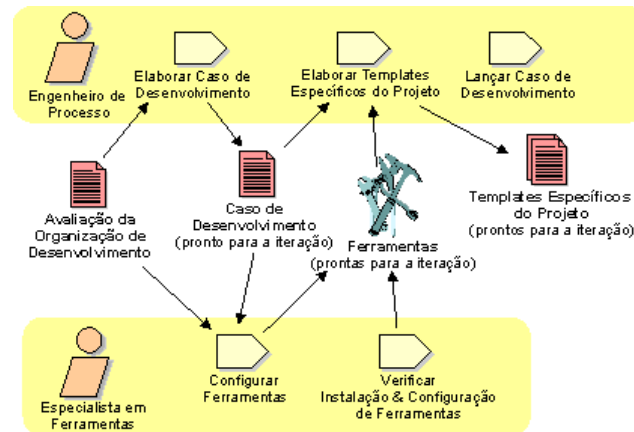 Engenheiro de
Processo
Elaborar Caso de
Desenvolvimento
Elaborar Templates
Específicos do Projeto
Lançar Caso de
Desenvolvimento
Avaliação da
Organização de
Desenvolvimento
Caso de
Desenvolvimento
(pronto para a iteração)
Ferramentas
(prontas para a iteração)
Templates Específicos
do Projeto
(prontos para a iteração)
Especialista em
Ferramentas
Configurar
Ferramentas
Verificar
Instalação & Configuração
de Ferramentas